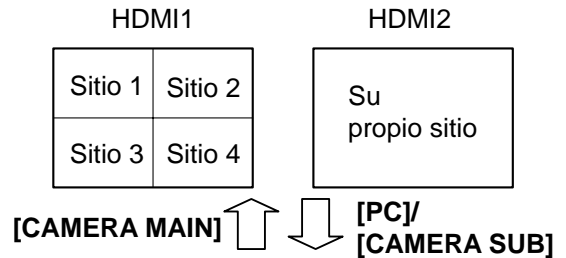 HDMI1 HDMI2
Sitio 1 Sitio 2
Sitio 3 Sitio 4
Su
propio sitio
[CAMERA MAIN]
[PC]/
[CAMERA SUB]